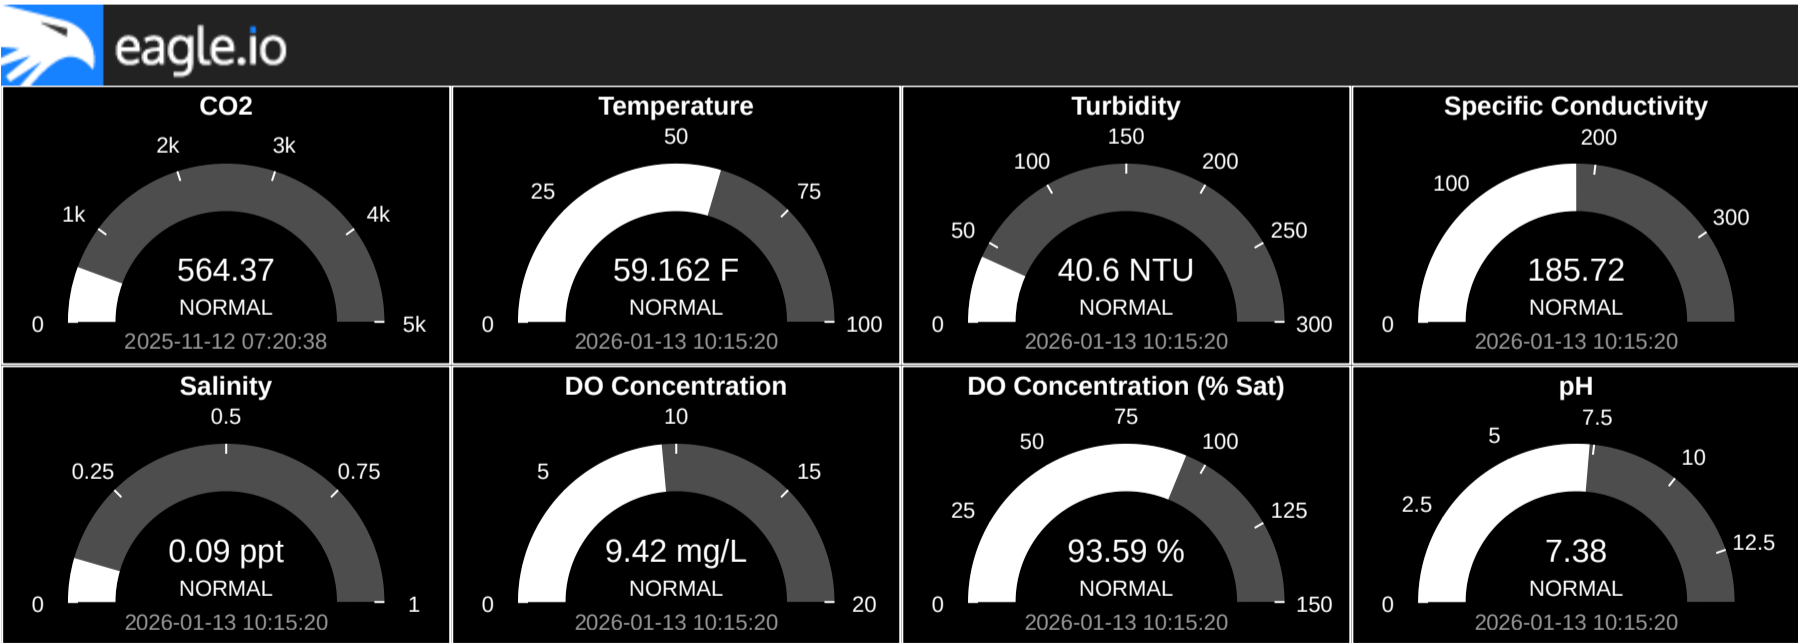 eagle.io
CO2
2k
3k
1k
4k
564.37
NORMAL
0
5k
2025-11-12 07:20:38
Temperature
50
25
75
59.162 F
NORMAL
0
100
2026-01-13 10:15:20
Turbidity
150
100
200
50
250
40.6 NTU
NORMAL
0
300
2026-01-13 10:15:20
Specific Conductivity
200
100
300
185.72
NORMAL
0
2026-01-13 10:15:20
Salinity
0.5
0.25
0.75
0.09 ppt
NORMAL
0
1
2026-01-13 10:15:20
DO Concentration
10
5
15
9.42 mg/L
NORMAL
0
20
2026-01-13 10:15:20
DO Concentration (% Sat)
75
50
100
25
125
93.59 %
NORMAL
0
150
2026-01-13 10:15:20
pH
7.5
5
10
2.5
12.5
7.38
NORMAL
0
2026-01-13 10:15:20